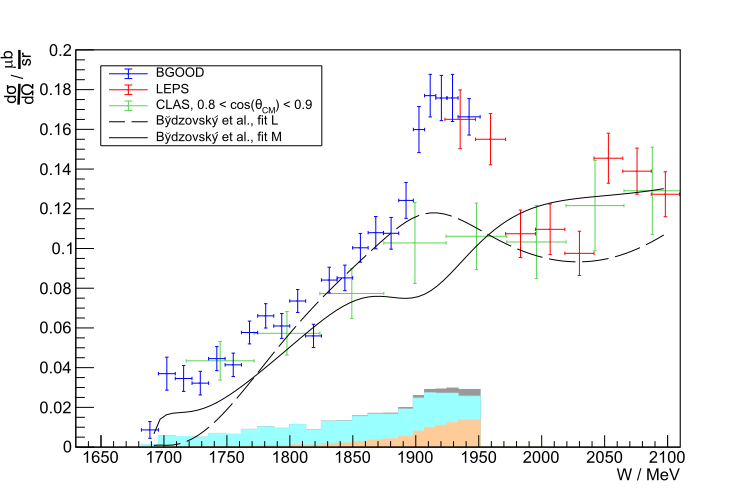 dσ/dΩ / μb/sr
0.2
0.18
0.16
0.14
0.12
0.1
0.08
0.06
0.04
0.02
0
BGOOD
LEPS
CLAS, 0.8 < cos(θCM) < 0.9
Býdzovský et al., fit L
Býdzovský et al., fit M
1650 1700 1750 1800 1850 1900 1950 2000 2050 2100
W / MeV